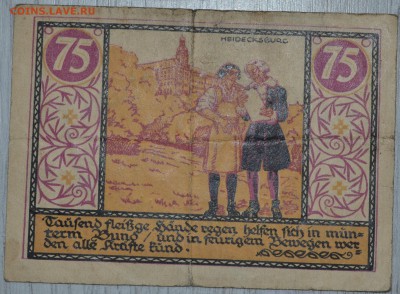 COINS.LAVE.RU
HEIDECKSBURG
75 75
Tausend fleißge Hände regen helfen sich in mun-
term Bund / und in feurigem Bewegen wer-
den alle Kräfte kund.